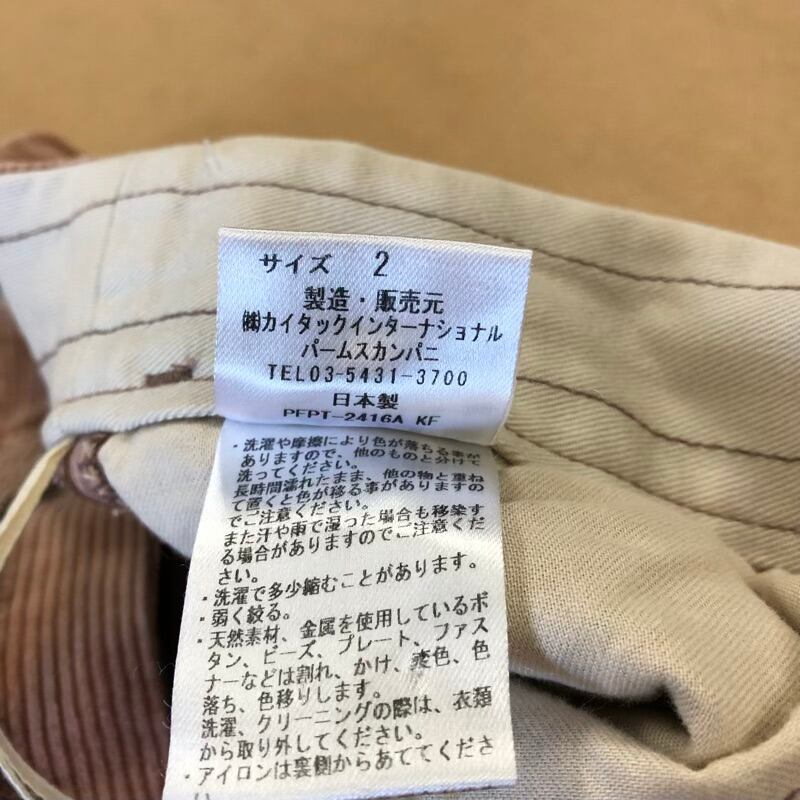 サイズ 2
製造・販売元
㈱カイタックインターナショナル
パームスカンパニ
TEL03-5431-3700
日本製
PFPT-2416A KF
・洗濯や摩擦により色が落ちる事が
ありますので、他のものと分けて
洗ってください。
長時間濡れたまま、他の物と重ね
て置くと色が移る事がありますの
でご注意ください。
また汗や雨で湿った場合も移染す
る場合がありますのでご注意くだ
さい。
・洗濯で多少縮むことがあります。
・弱く絞る。
・天然素材、金属を使用しているボ
タン、ビーズ、プレート、ファス
ナーなどは割れ、かけ、変色、色
落ち、色移りします。
洗濯、クリーニングの際は、衣類
から取り外してください。
・アイロンは裏側からあててくださ
い